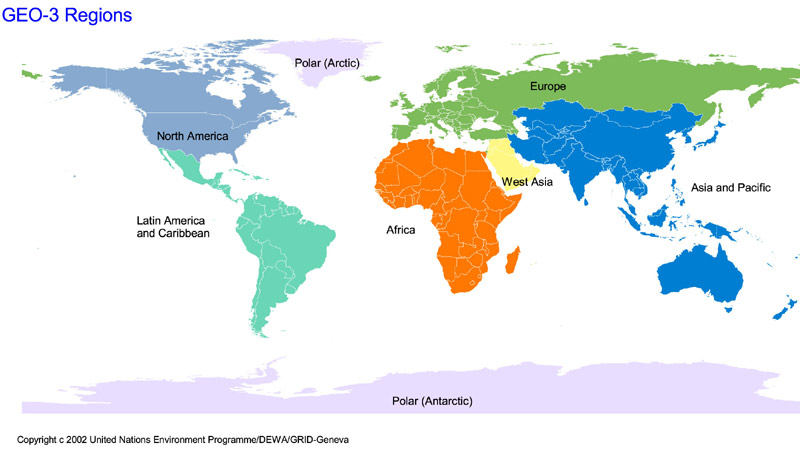 GEO-3 Regions
Polar (Arctic)
Europe
North America
West Asia
Asia and Pacific
Latin America
and Caribbean
Africa
Polar (Antarctic)
Copyright c 2002 United Nations Environment Programme/DEWA/GRID-Geneva